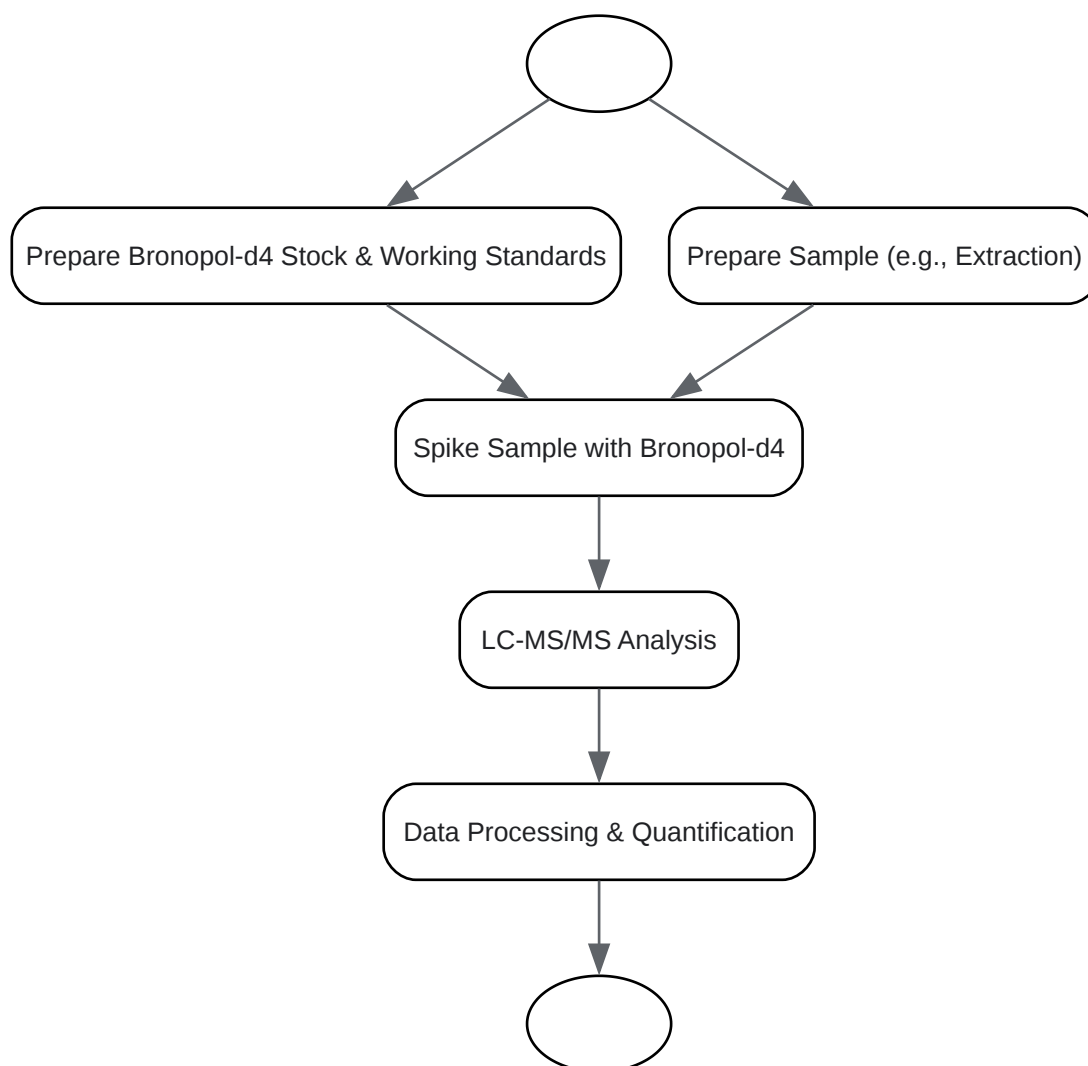 Prepare Bronopol-d4 Stock & Working Standards
Prepare Sample (e.g., Extraction)
Spike Sample with Bronopol-d4
LC-MS/MS Analysis
Data Processing & Quantification